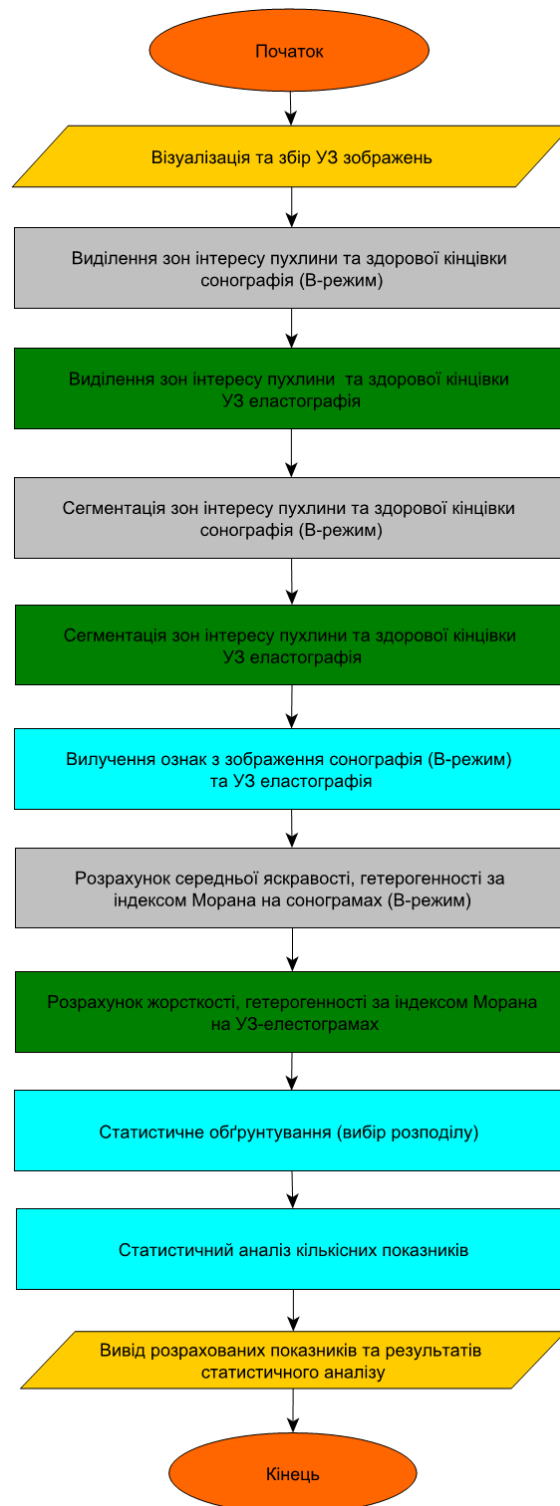 Початок
Візуалізація та збір УЗ зображень
Виділення зон інтересу пухлини та здорової кінцівки
сонографія (В-режим)
Виділення зон інтересу пухлини та здорової кінцівки
УЗ еластографія
Сегментація зон інтересу пухлини та здорової кінцівки
сонографія (В-режим)
Сегментація зон інтересу пухлини та здорової кінцівки
УЗ еластографія
Вилучення ознак з зображення сонографія (В-режим)
та УЗ еластографія
Розрахунок середньої яскравості, гетерогенності за
індексом Морана на сонограмах (В-режим)
Розрахунок жорсткості, гетерогенності за індексом Морана
на УЗ-елестограмах
Статистичне обґрунтування (вибір розподілу)
Статистичний аналіз кількісних показників
Вивід розрахованих показників та результатів
статистичного аналізу
Кінець